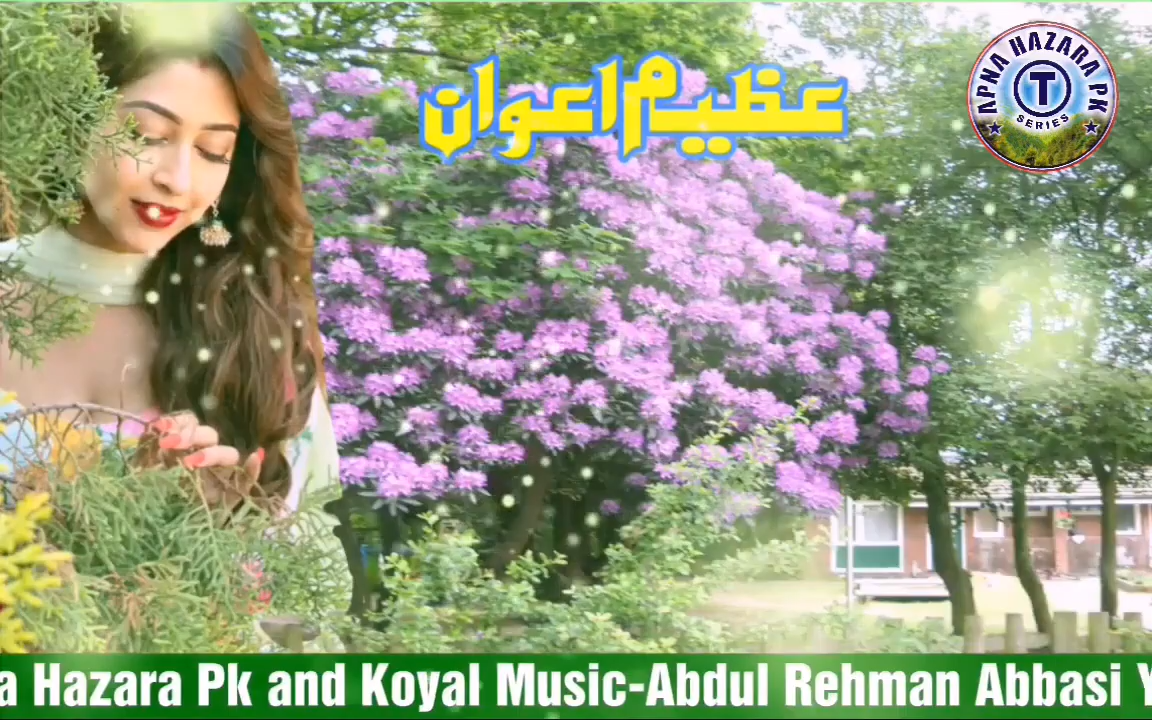 عظیم اعوان
APNA HAZARA PK
T
SERIES
a Hazara Pk and Koyal Music-Abdul Rehman Abbasi Y